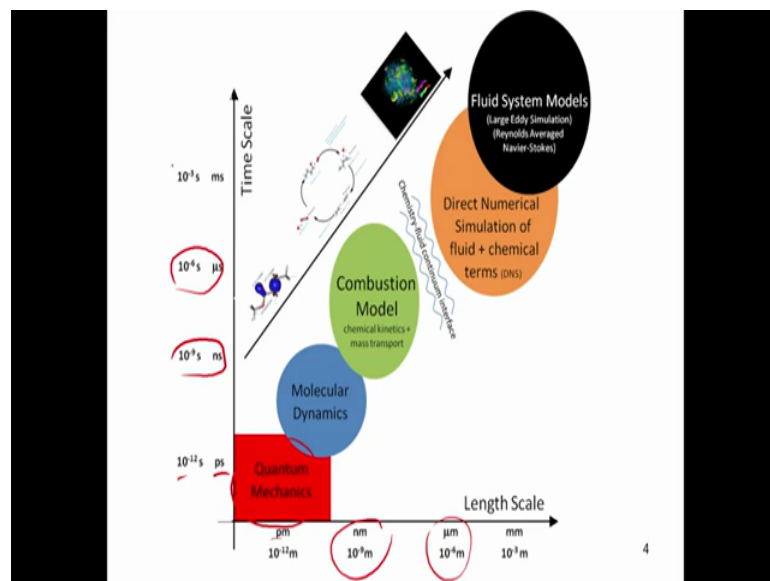 Time Scale
10-3 s ms
10-6 s μs
10-9 s ns
10-12 s ps
Fluid System Models
(Large Eddy Simulation)
(Reynolds Averaged
Navier-Stokes)
Direct Numerical
Simulation of
fluid + chemical
terms (DNS)
Chemistry-fluid continuum interface
Combustion
Model
chemical kinetics +
mass transport
Molecular
Dynamics
Quantum
Mechanics
Length Scale
pm nm μm mm
10-12m 10-9m 10-6m 10-3 m
4